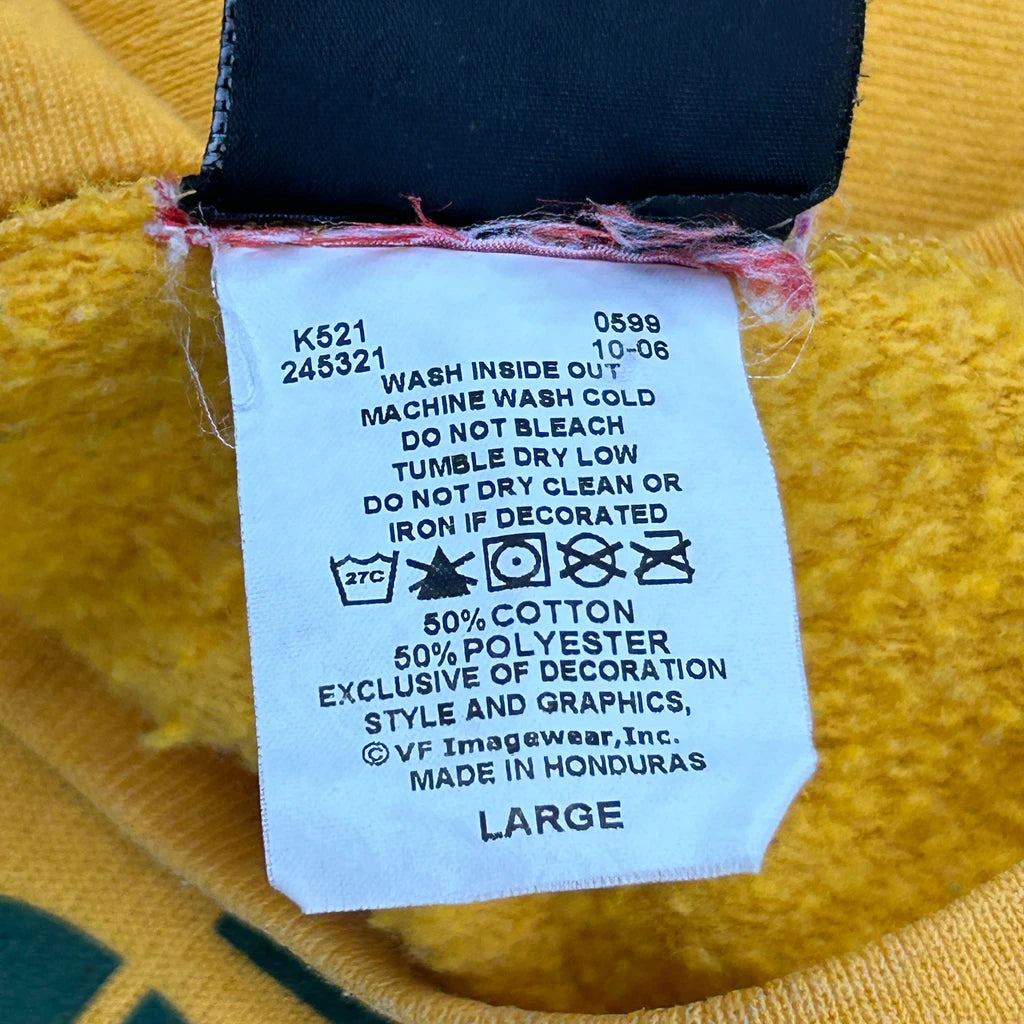 K521 0599
245321 10-06
WASH INSIDE OUT
MACHINE WASH COLD
DO NOT BLEACH
TUMBLE DRY LOW
DO NOT DRY CLEAN OR
IRON IF DECORATED
27C
50% COTTON
50% POLYESTER
EXCLUSIVE OF DECORATION
STYLE AND GRAPHICS,
©VF Imagewear,Inc.
MADE IN HONDURAS
LARGE